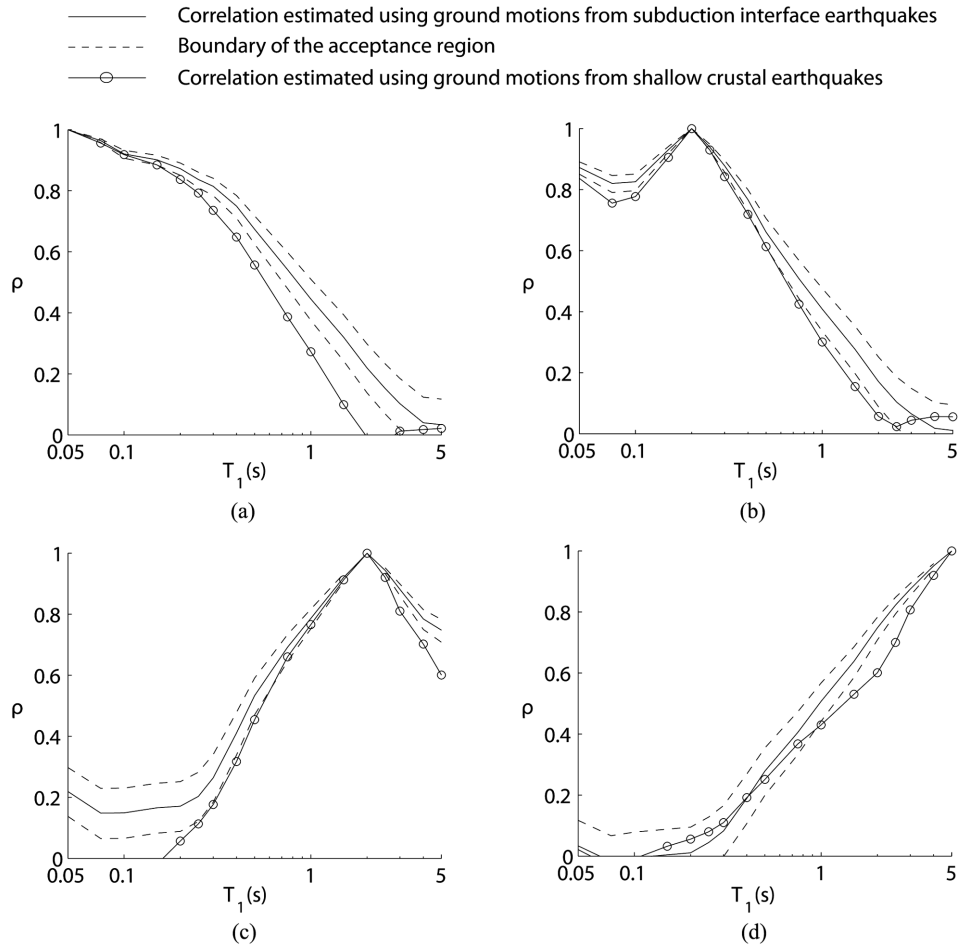 Correlation estimated using ground motions from subduction interface earthquakes
Boundary of the acceptance region
Correlation estimated using ground motions from shallow crustal earthquakes
1
0.8
0.6
0.4
0.2
0
ρ
0.05
0.1
1
5
T1(s)
(a)
1
0.8
0.6
0.4
0.2
0
ρ
0.05
0.1
1
5
T1(s)
(b)
1
0.8
0.6
0.4
0.2
0
ρ
0.05
0.1
1
5
T1(s)
(c)
1
0.8
0.6
0.4
0.2
0
ρ
0.05
0.1
1
5
T1(s)
(d)